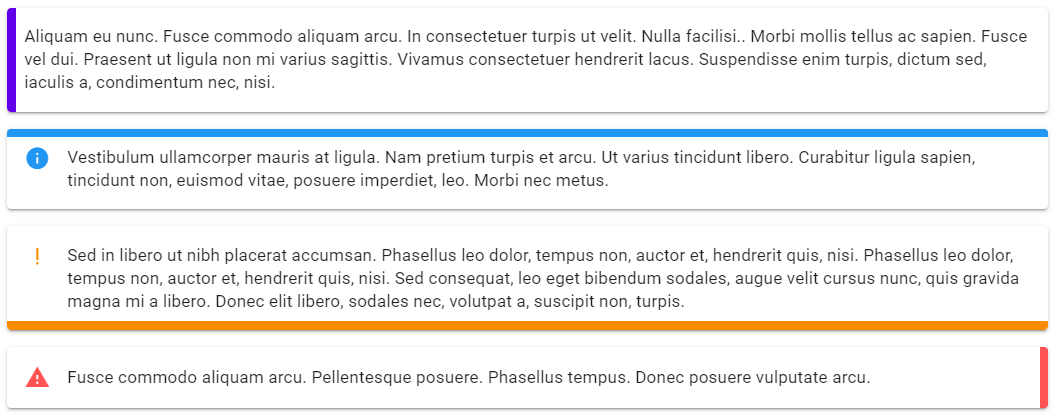 Aliquam eu nunc. Fusce commodo aliquam arcu. In consectetuer turpis ut velit. Nulla facilisi.. Morbi mollis tellus ac sapien. Fusce
vel dui. Praesent ut ligula non mi varius sagittis. Vivamus consectetuer hendrerit lacus. Suspendisse enim turpis, dictum sed,
iaculis a, condimentum nec, nisi.
Vestibulum ullamcorper mauris at ligula. Nam pretium turpis et arcu. Ut varius tincidunt libero. Curabitur ligula sapien,
tincidunt non, euismod vitae, posuere imperdiet, leo. Morbi nec metus.
Sed in libero ut nibh placerat accumsan. Phasellus leo dolor, tempus non, auctor et, hendrerit quis, nisi. Phasellus leo dolor,
tempus non, auctor et, hendrerit quis, nisi. Sed consequat, leo eget bibendum sodales, augue velit cursus nunc, quis gravida
magna mi a libero. Donec elit libero, sodales nec, volutpat a, suscipit non, turpis.
Fusce commodo aliquam arcu. Pellentesque posuere. Phasellus tempus. Donec posuere vulputate arcu.